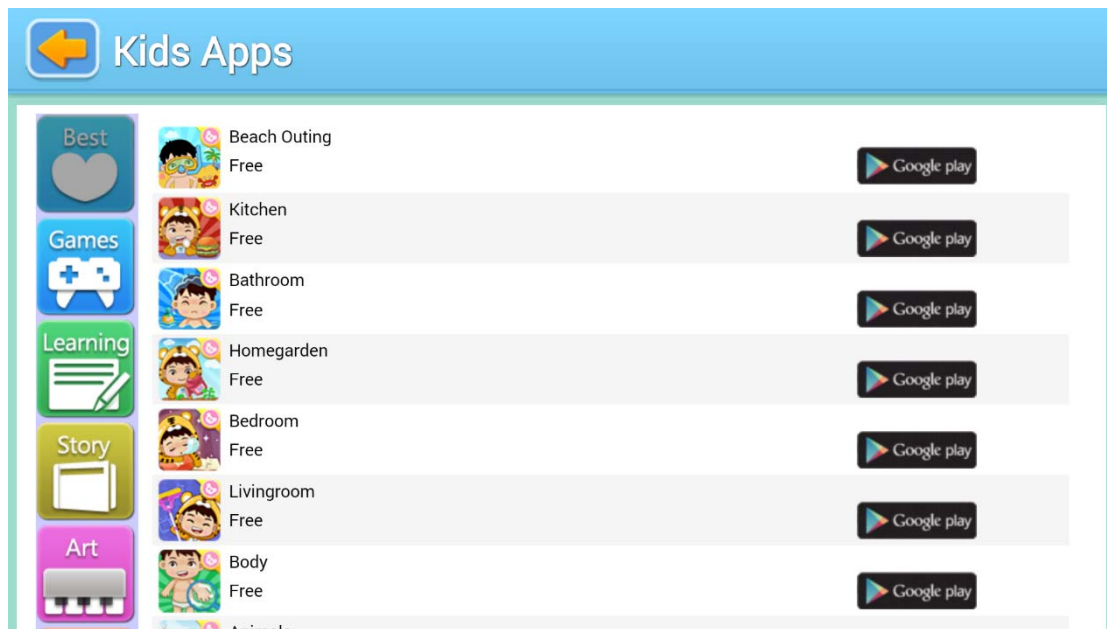 Kids Apps
Best
Games
Learning
Story
Art
Beach Outing
Free
Google play
Kitchen
Free
Google play
Bathroom
Free
Google play
Homegarden
Free
Google play
Bedroom
Free
Google play
Livingroom
Free
Google play
Body
Free
Google play